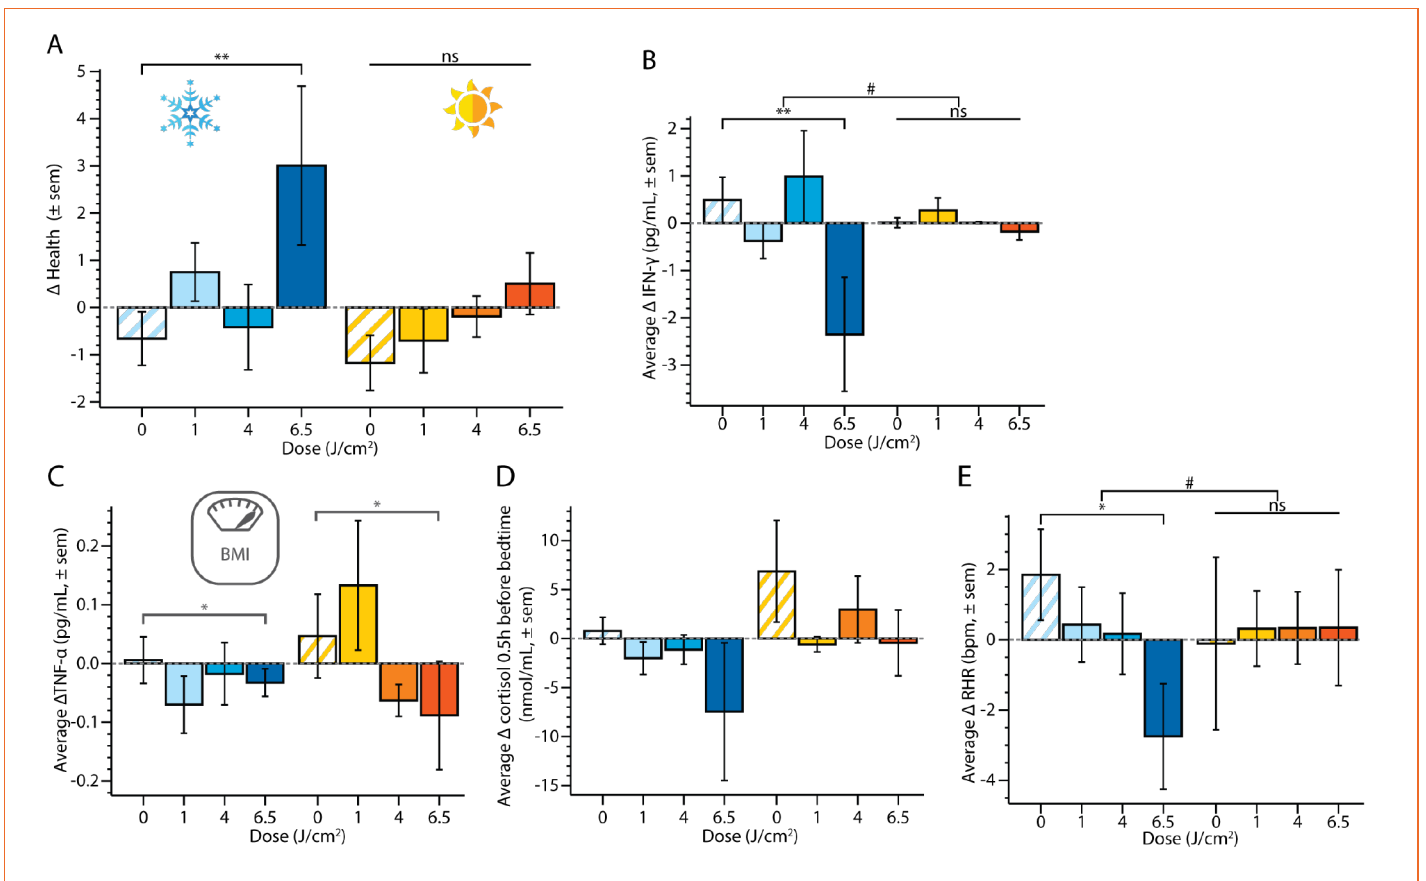 A
**
ns
Δ Health (± sem)
5
4
3
2
1
0
-1
-2
0 1 4 6.5 0 1 4 6.5
Dose (J/cm²)
B
#
**
ns
Average Δ IFN-γ (pg/mL, ± sem)
2
1
0
-1
-2
-3
0 1 4 6.5 0 1 4 6.5
Dose (J/cm²)
C
BMI
*
*
Average ΔTNF-α (pg/mL, ± sem)
0.2
0.1
0.0
-0.1
-0.2
0 1 4 6.5 0 1 4 6.5
Dose (J/cm²)
D
Average Δ cortisol 0.5h before bedtime
(nmol/mL, ± sem)
10
5
0
-5
-10
-15
0 1 4 6.5 0 1 4 6.5
Dose (J/cm²)
E
#
*
ns
Average Δ RHR (bpm, ± sem)
2
0
-2
-4
0 1 4 6.5 0 1 4 6.5
Dose (J/cm²)